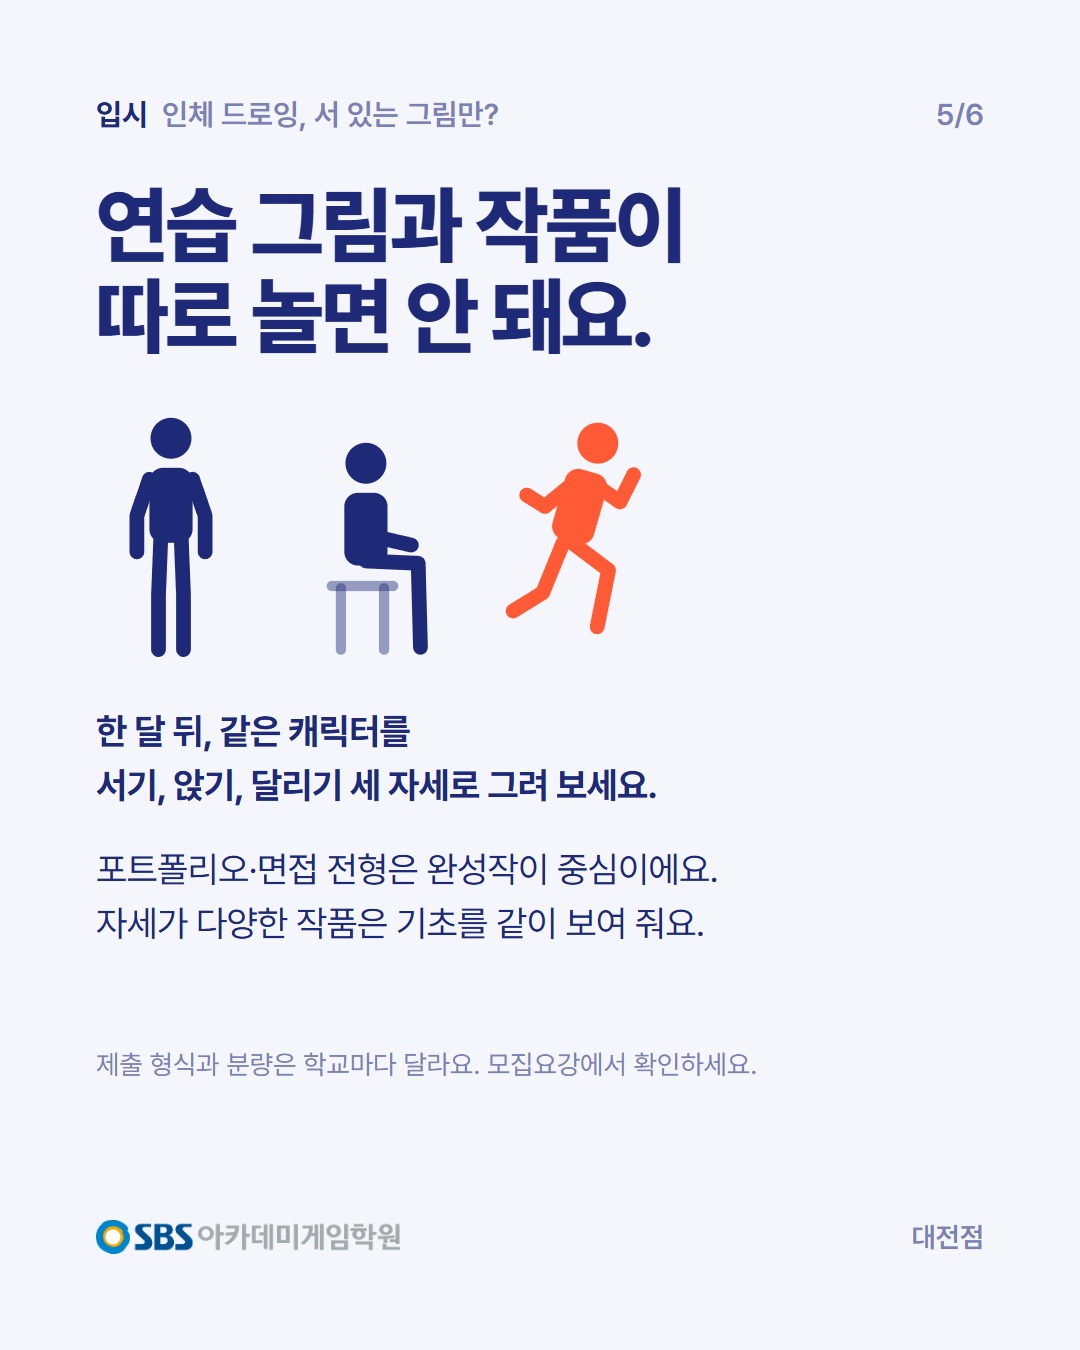 입시 인체 드로잉, 서 있는 그림만?
5/6
연습 그림과 작품이
따로 놀면 안 돼요.
한 달 뒤, 같은 캐릭터를
서기, 앉기, 달리기 세 자세로 그려 보세요.
포트폴리오·면접 전형은 완성작이 중심이에요.
자세가 다양한 작품은 기초를 같이 보여 줘요.
제출 형식과 분량은 학교마다 달라요. 모집요강에서 확인하세요.
SBS 아카데미게임학원
대전점